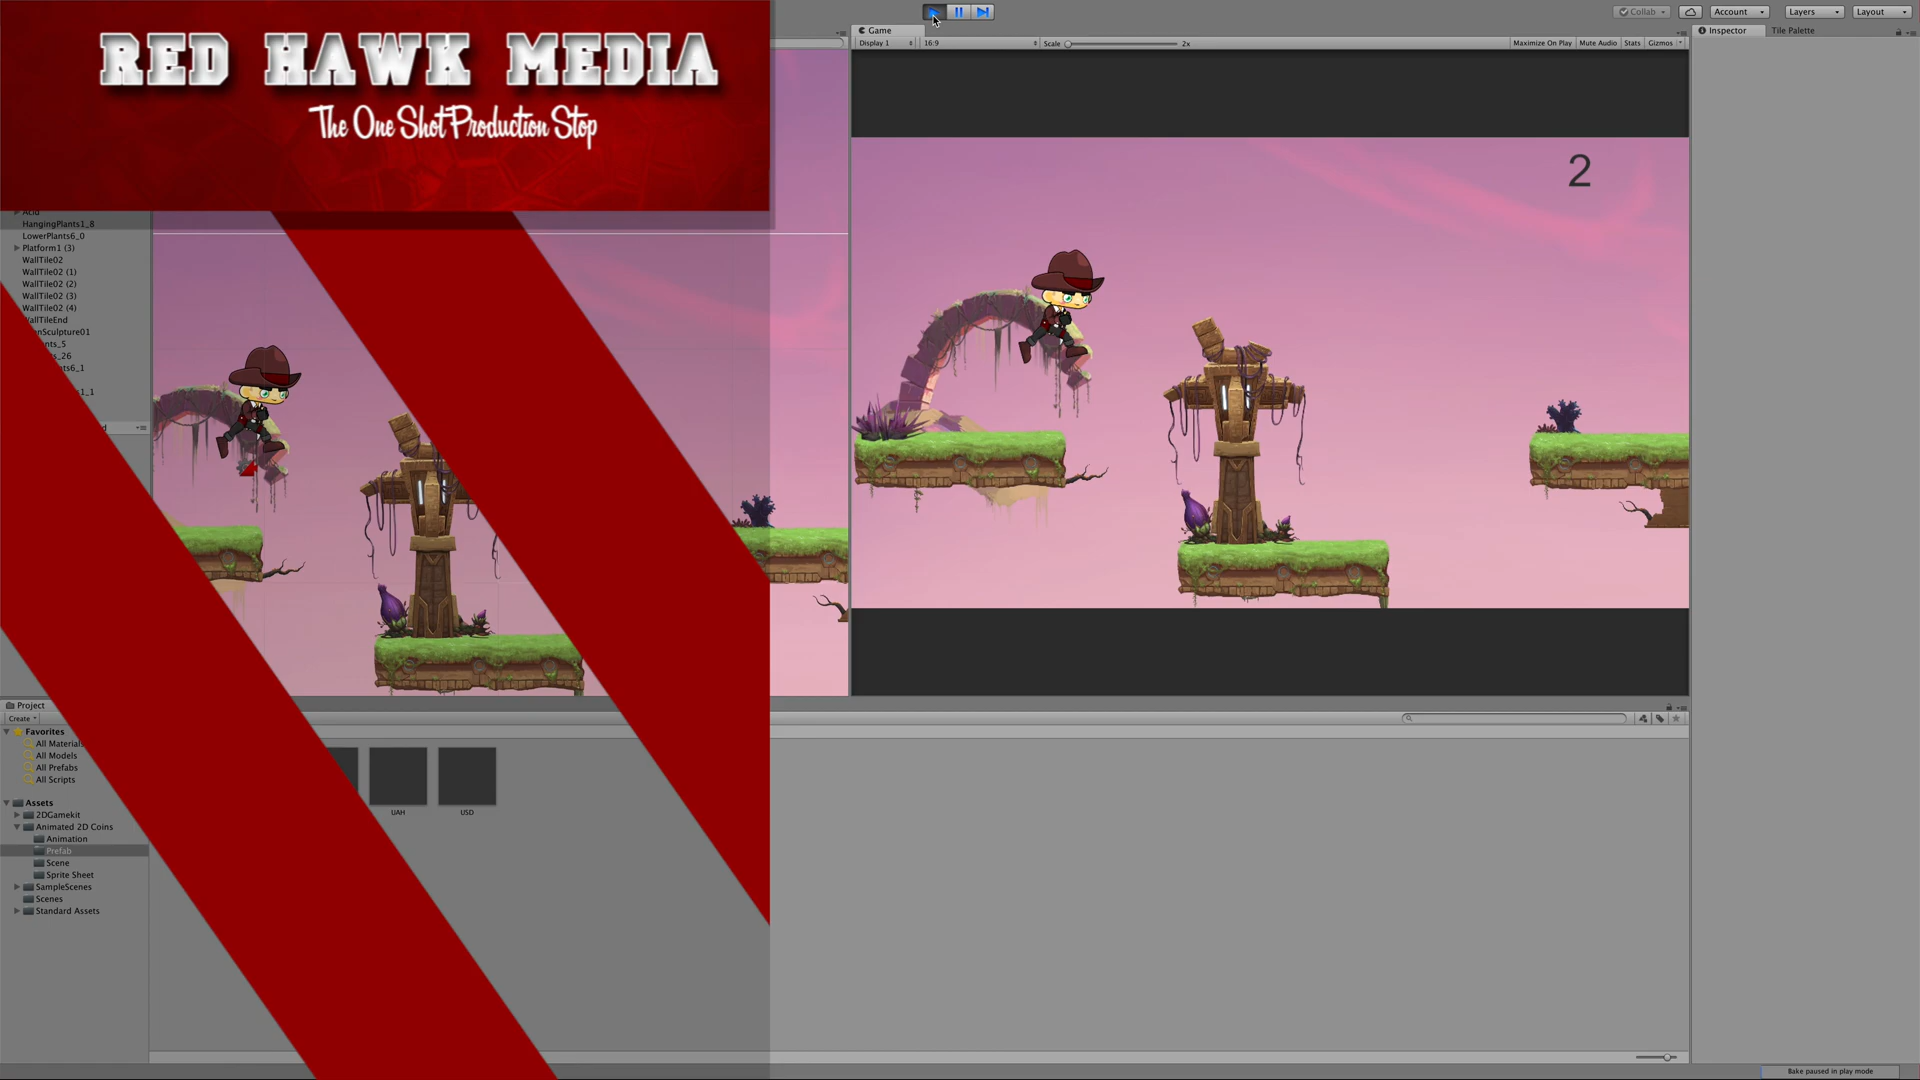 RED HAWK MEDIA
The One Shot Production Stop
Collab
Account
Layers
Layout
Game
Display 1
16:9
Scale
2x
Maximize On Play
Mute Audio
Stats
Gizmos
Inspector
Tile Palette
2
Acid
HangingPlants1_8
LowerPlants6_0
Platform1 (3)
WallTile02
WallTile02 (1)
WallTile02 (2)
WallTile02 (3)
WallTile02 (4)
WallTileEnd
Project
Create
Favorites
All Materials
All Models
All Prefabs
All Scripts
Assets
2DGamekit
Animated 2D Coins
Animation
Prefab
Scene
Sprite Sheet
SampleScenes
Scenes
Standard Assets
UAH
USD
Bake paused in play mode